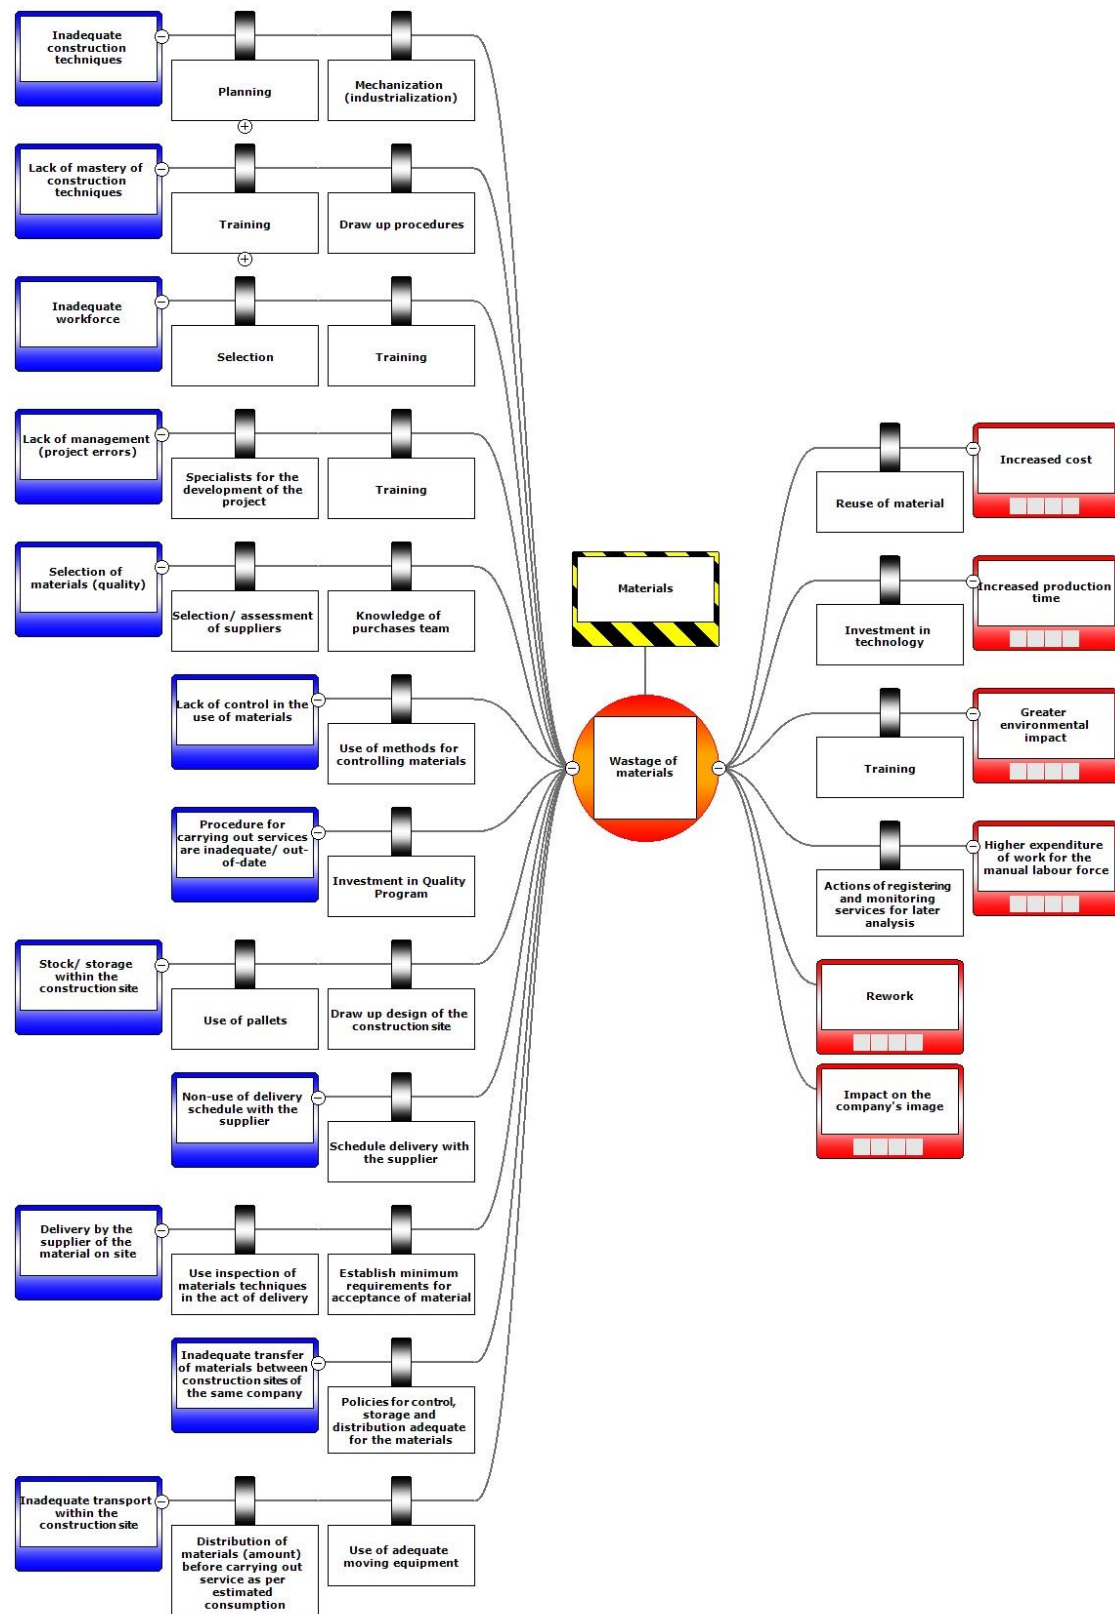 Inadequate
construction
techniques
Planning
Mechanization
(industrialization)
Lack of mastery of
construction
techniques
Training
Draw up procedures
Inadequate
workforce
Selection
Training
Lack of management
(project errors)
Specialists for the
development of the
project
Training
Selection of
materials (quality)
Selection/ assessment
of suppliers
Knowledge of
purchases team
Lack of control in the
use of materials
Use of methods for
controlling materials
Procedure for
carrying out services
are inadequate/ out-
of-date
Investment in Quality
Program
Stock/ storage
within the
construction site
Use of pallets
Draw up design of the
construction site
Non-use of delivery
schedule with the
supplier
Schedule delivery with
the supplier
Delivery by the
supplier of the
material on site
Use inspection of
materials techniques
in the act of delivery
Establish minimum
requirements for
acceptance of material
Inadequate transfer
of materials between
construction sites of
the same company
Policies for control,
storage and
distribution adequate
for the materials
Inadequate transport
within the
construction site
Distribution of
materials (amount)
before carrying out
service as per
estimated
consumption
Use of adequate
moving equipment
Materials
Wastage of
materials
Reuse of material
Increased cost
Investment in
technology
Increased production
time
Training
Greater
environmental
impact
Actions of registering
and monitoring
services for later
analysis
Higher expenditure
of work for the
manual labour force
Rework
Impact on the
company's image